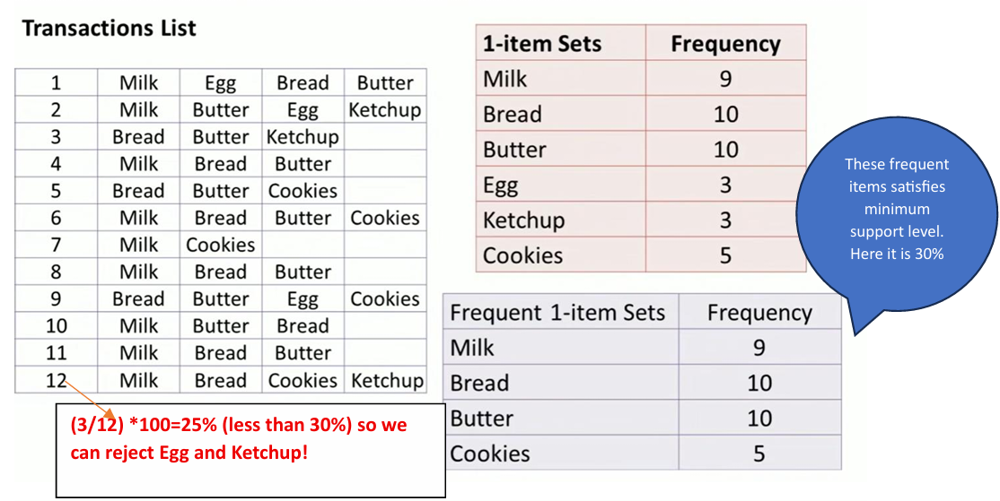 Transactions List
1 Milk Egg Bread Butter
2 Milk Butter Egg Ketchup
3 Bread Butter Ketchup
4 Milk Bread Butter
5 Bread Butter Cookies
6 Milk Bread Butter Cookies
7 Milk Cookies
8 Milk Bread Butter
9 Bread Butter Egg Cookies
10 Milk Butter Bread
11 Milk Bread Butter
12 Milk Bread Cookies Ketchup
(3/12) *100=25% (less than 30%) so we
can reject Egg and Ketchup!
1-item Sets Frequency
Milk 9
Bread 10
Butter 10
Egg 3
Ketchup 3
Cookies 5
These frequent
items satisfies
minimum
support level.
Here it is 30%
Frequent 1-item Sets Frequency
Milk 9
Bread 10
Butter 10
Cookies 5